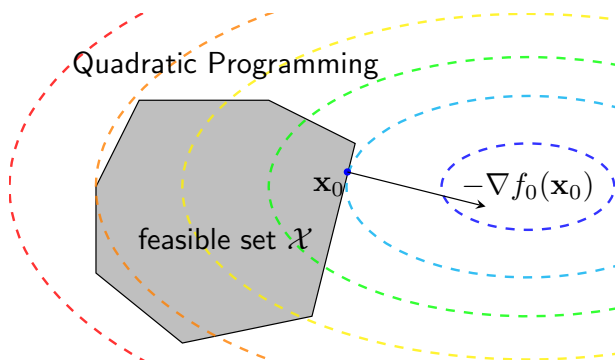 Quadratic Programming
x₀
−∇f₀(x₀)
feasible set 𝒳